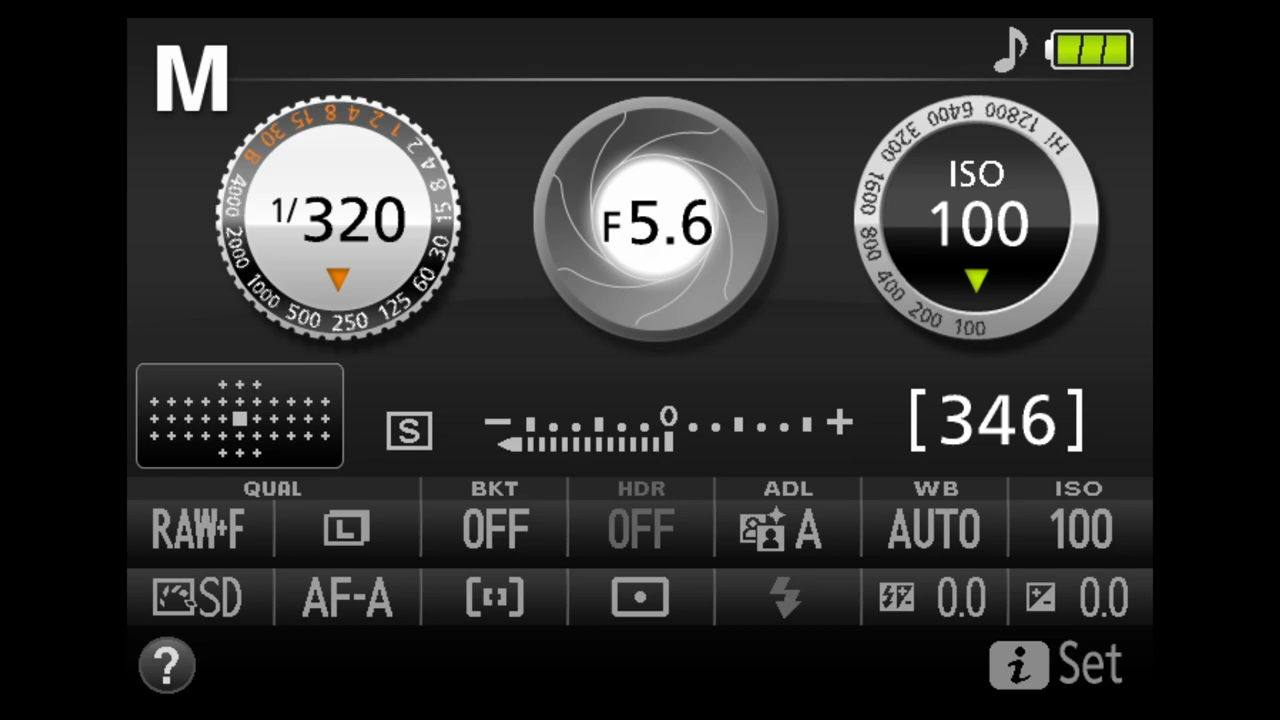 M
1/320
F5.6
ISO
100
30 15 8 4 2 1 2 4 8 15 30 60 125 250 500 1000 2000 4000
100 200 400 800 1600 3200 6400 12800 Hi
S
− 0 +
[346]
QUAL BKT HDR ADL WB ISO
RAW+F L OFF OFF A AUTO 100
SD AF-A 0.0 0.0
? i Set